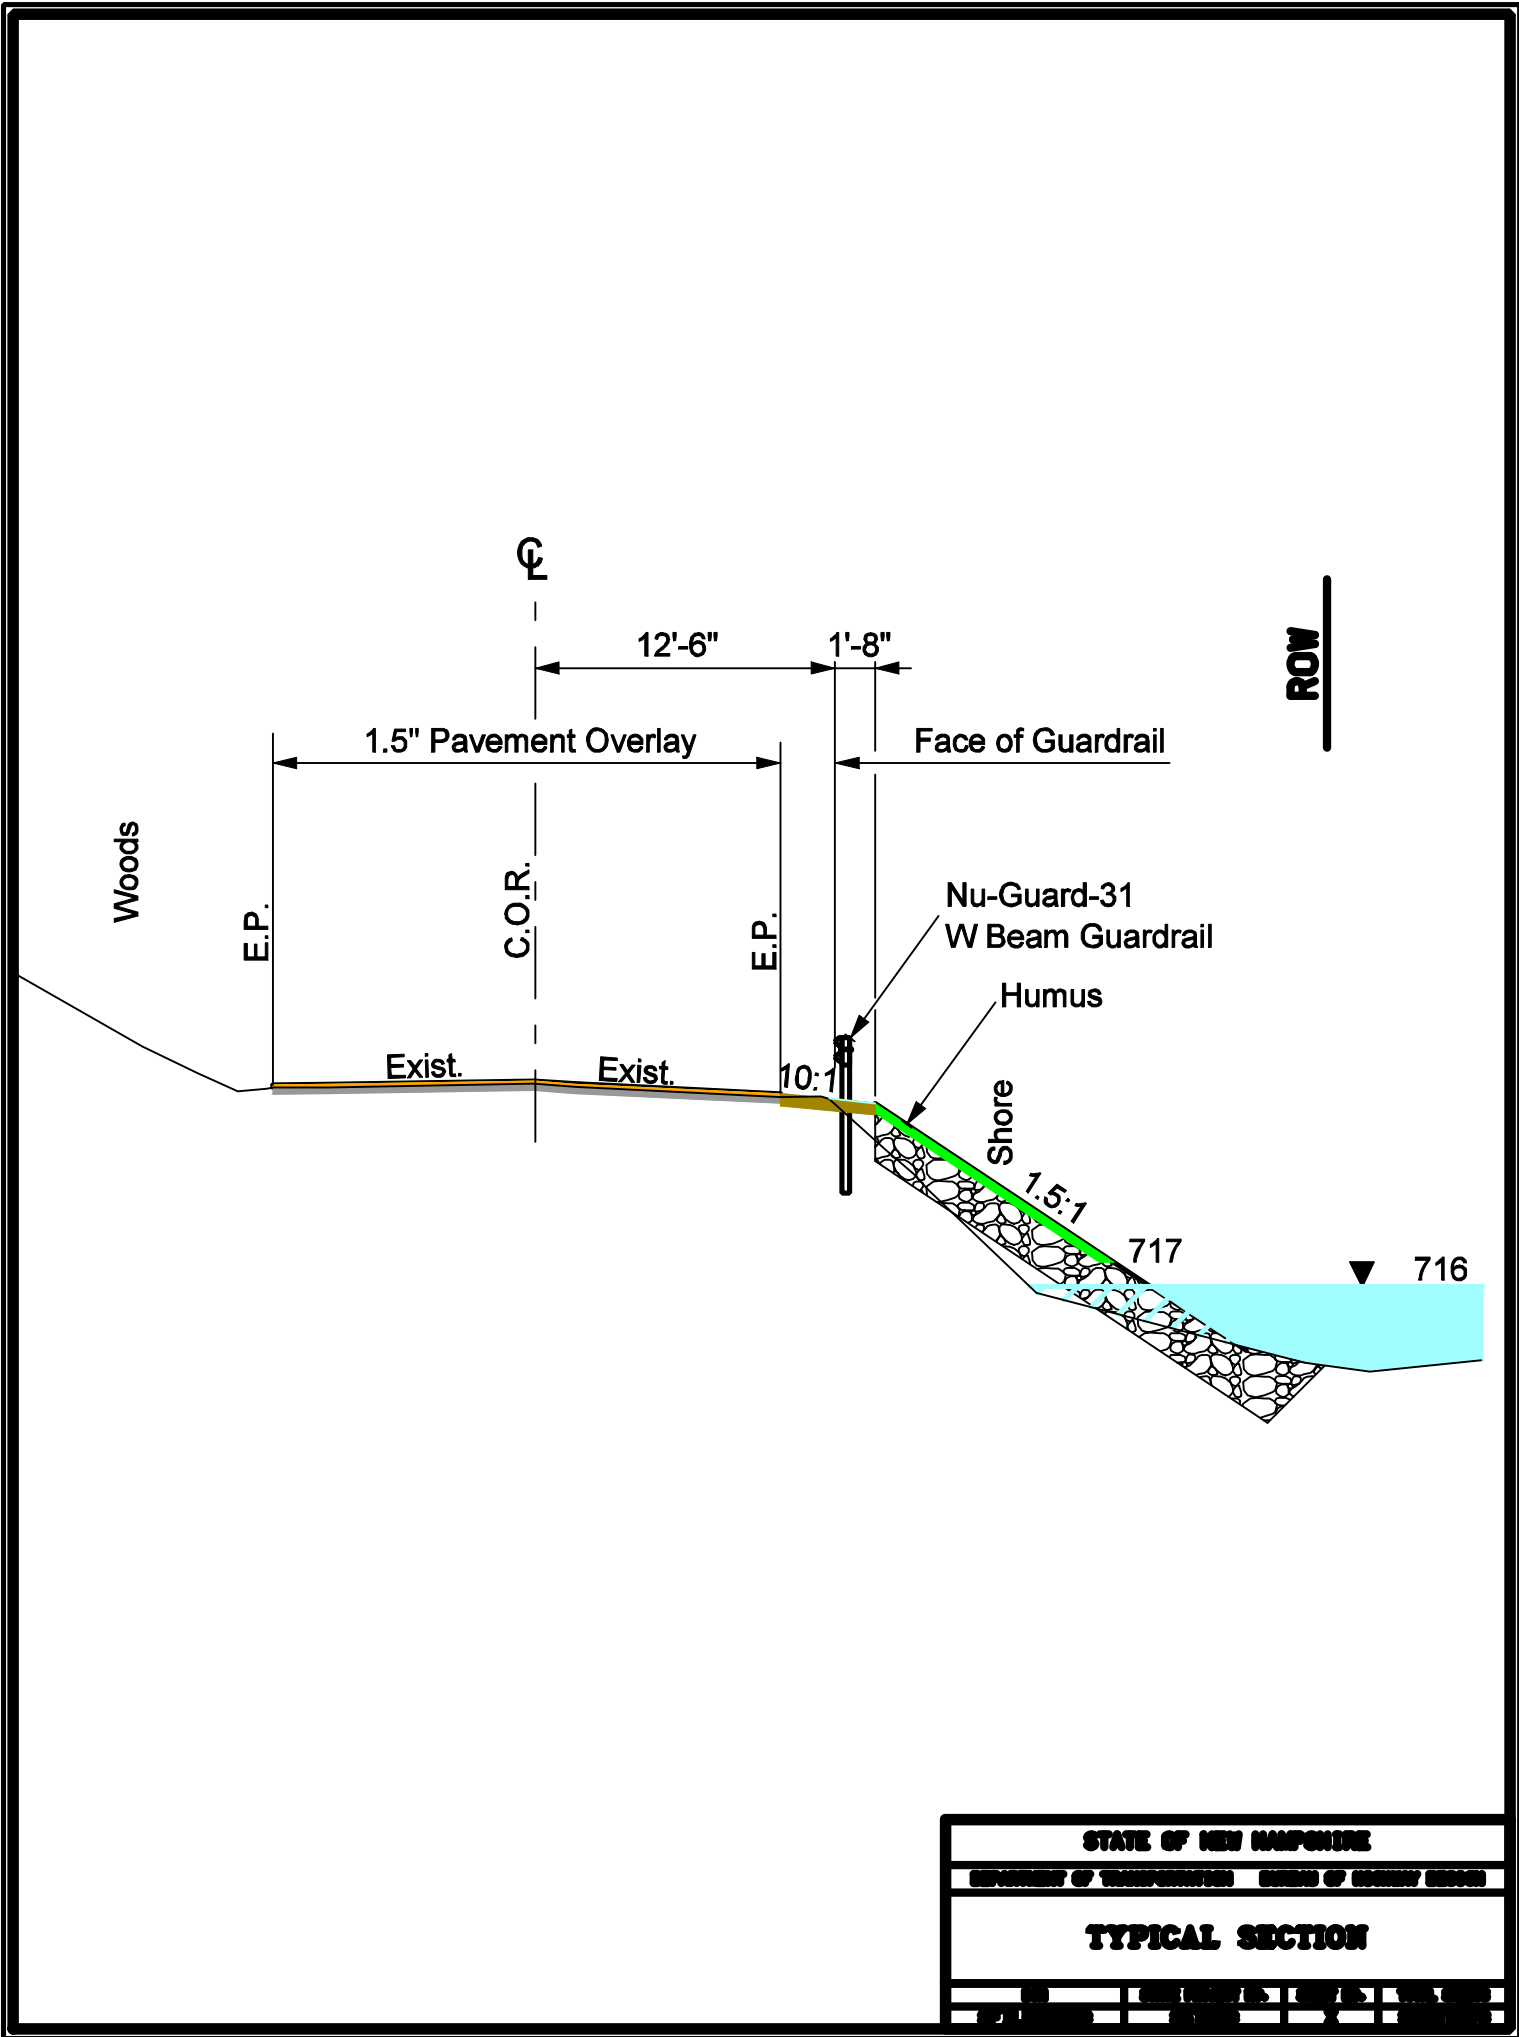 ℄
12'-6"
1'-8"
ROW
1.5" Pavement Overlay
Face of Guardrail
Woods
E.P.
C.O.R.
E.P.
Nu-Guard-31
W Beam Guardrail
Humus
Exist.
Exist.
10:1
Shore
1.5:1
717
716
STATE OF NEW HAMPSHIRE
DEPARTMENT OF TRANSPORTATION BUREAU OF HIGHWAY DESIGN
TYPICAL SECTION